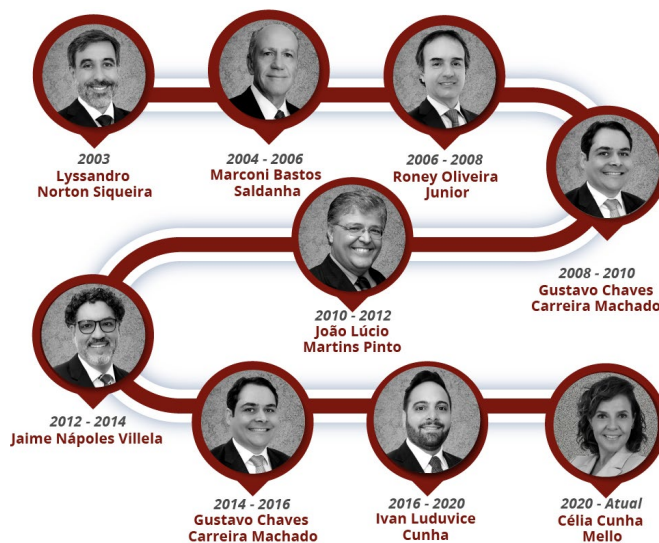 2003
Lyssandro
Norton Siqueira
2004 - 2006
Marconi Bastos
Saldanha
2006 - 2008
Roney Oliveira
Junior
2008 - 2010
Gustavo Chaves
Carreira Machado
2010 - 2012
João Lúcio
Martins Pinto
2012 - 2014
Jaime Nápoles Villela
2014 - 2016
Gustavo Chaves
Carreira Machado
2016 - 2020
Ivan Luduvice
Cunha
2020 - Atual
Célia Cunha
Mello